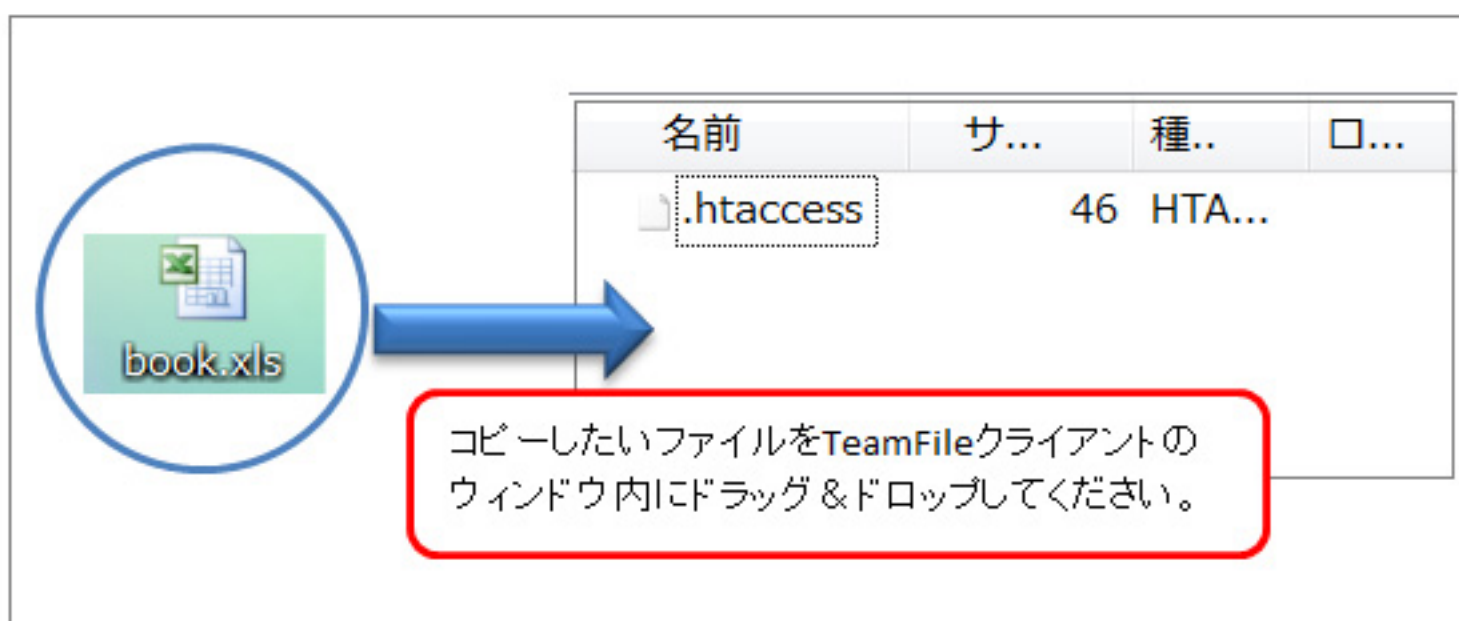 名前 サ... 種.. ロ...
.htaccess 46 HTA...
book.xls
コピーしたいファイルをTeamFileクライアントの
ウィンドウ内にドラッグ&ドロップしてください。